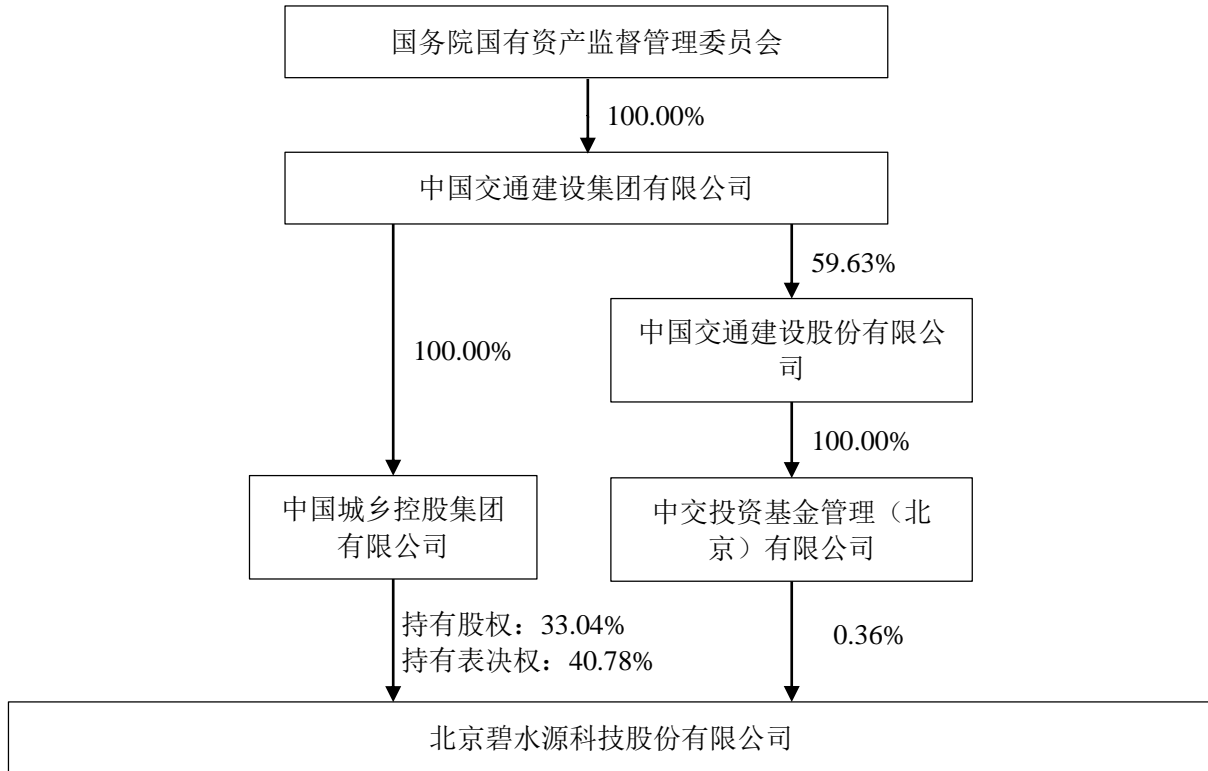 国务院国有资产监督管理委员会
100.00%
中国交通建设集团有限公司
59.63%
中国交通建设股份有限公
司
100.00%
100.00%
中国城乡控股集团
有限公司
中交投资基金管理（北
京）有限公司
持有股权：33.04%
持有表决权：40.78%
0.36%
北京碧水源科技股份有限公司